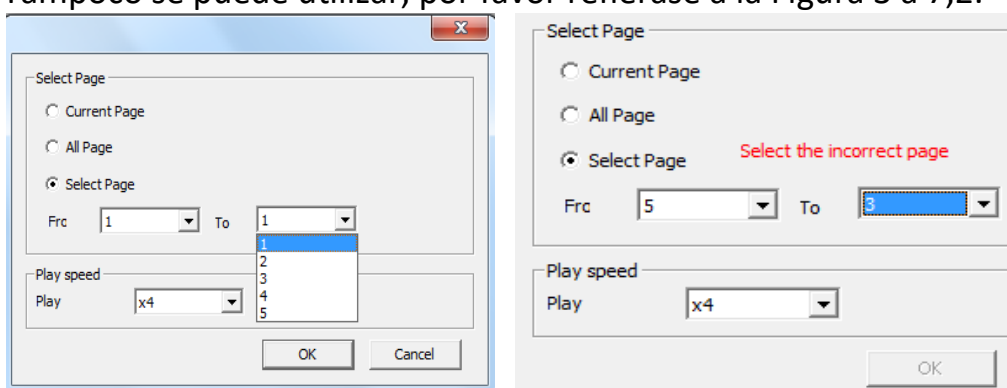 Tampoco se puede utilizar, por favor refiérase a la Figura 5 a 7,2.
Select Page
Current Page
All Page
Select Page
Frc 1 To 1
1
2
3
4
5
Play speed
Play x4
OK Cancel
Select Page
Current Page
All Page
Select Page Select the incorrect page
Frc 5 To 3
Play speed
Play x4
OK